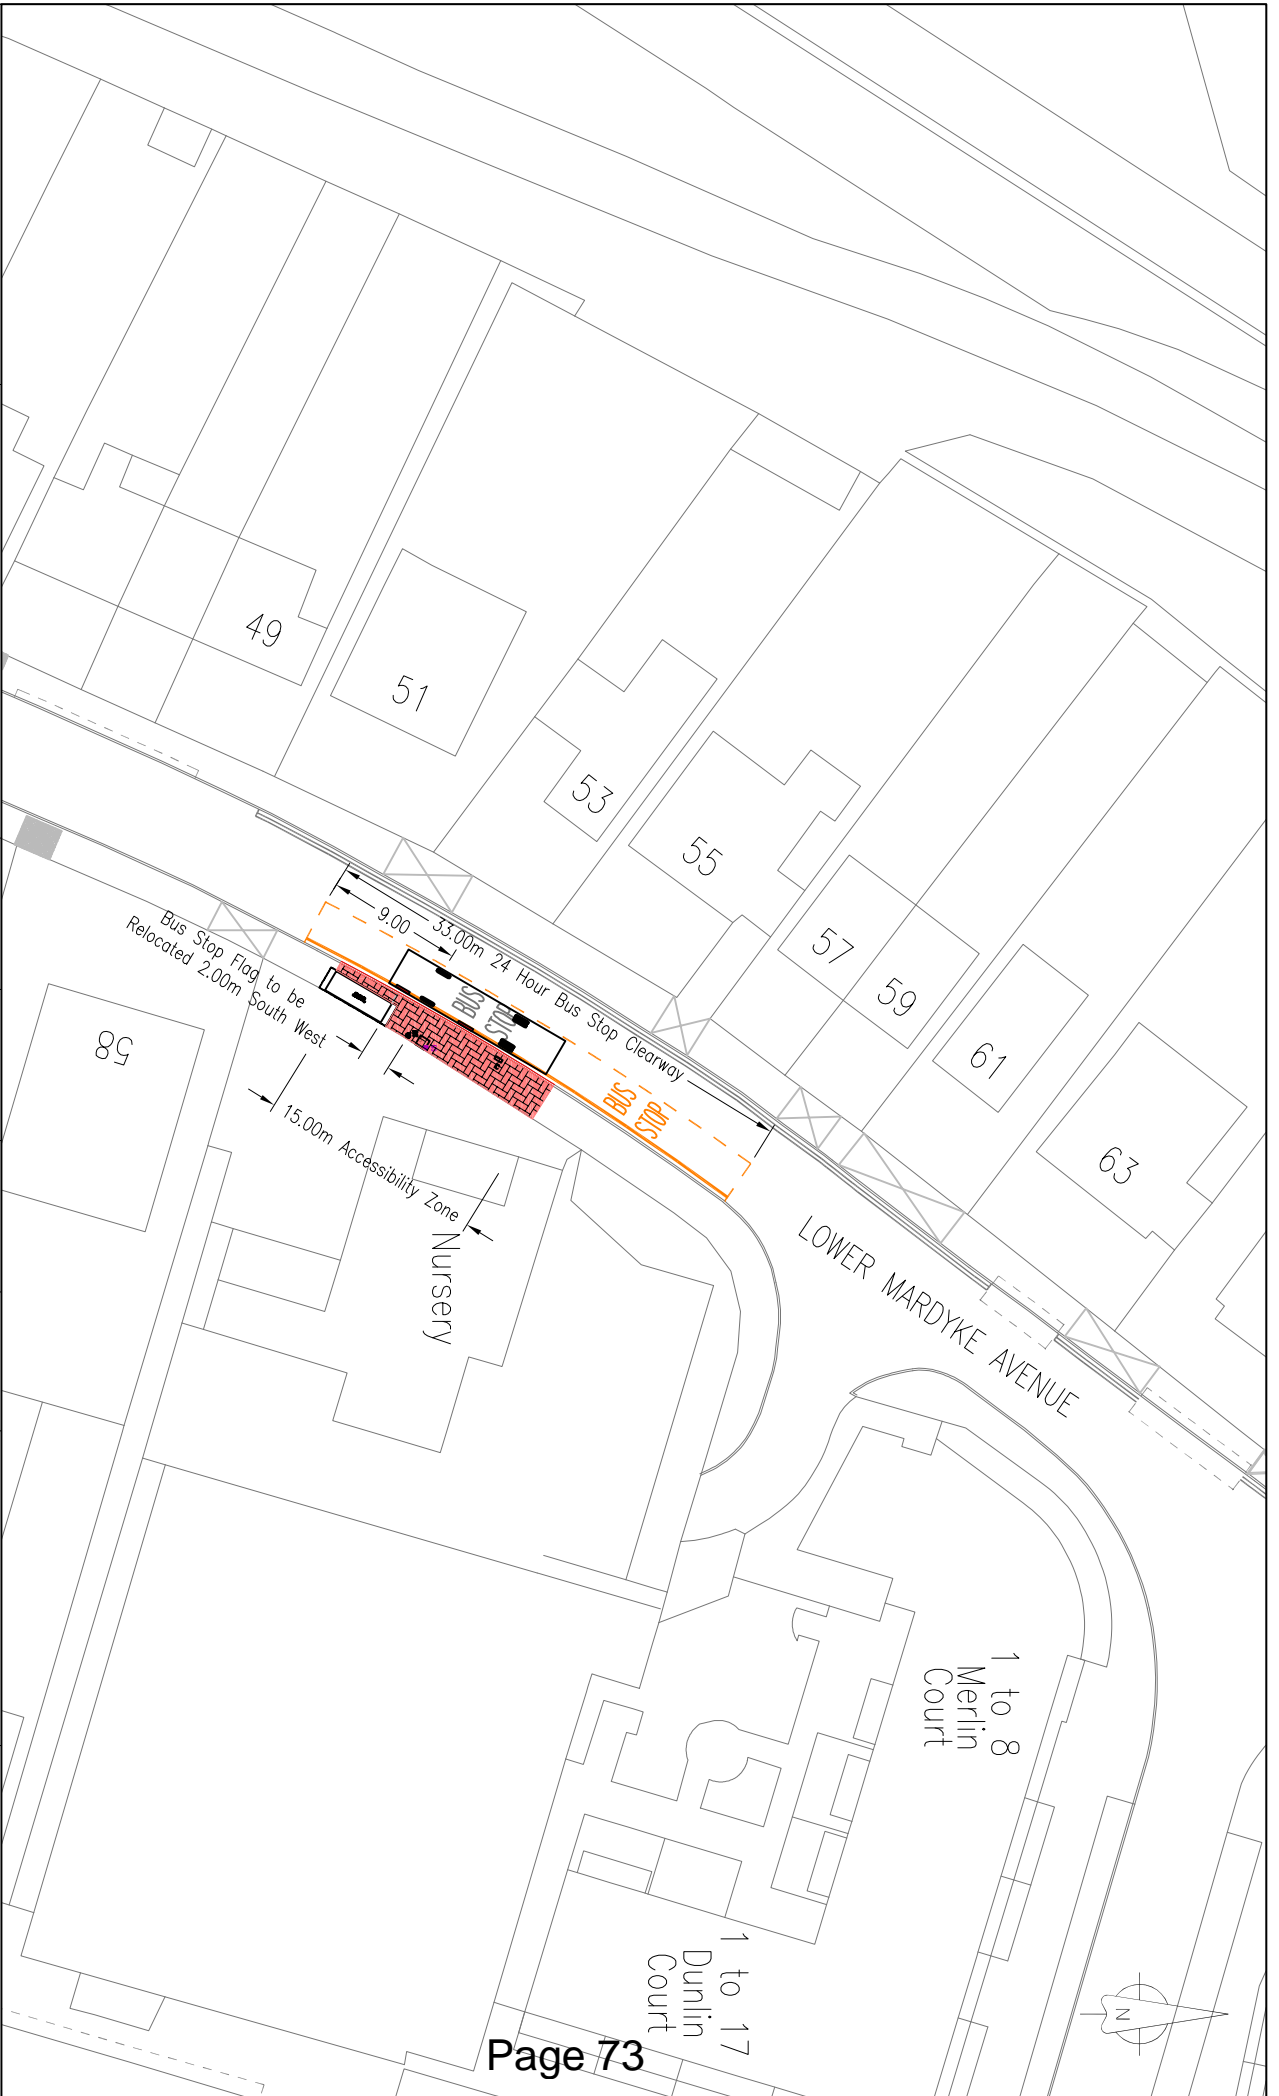 49
51
53
55
57
59
61
63
33.00m 24 Hour Bus Stop Clearway
9.00
BUS
STOP
BUS
STOP
Bus Stop Flag to be
Relocated 2.00m South West
15.00m Accessibility Zone
58
Nursery
LOWER MARDYKE AVENUE
1 to 8
Merlin
Court
1 to 17
Dunlin
Court
N
Page 73